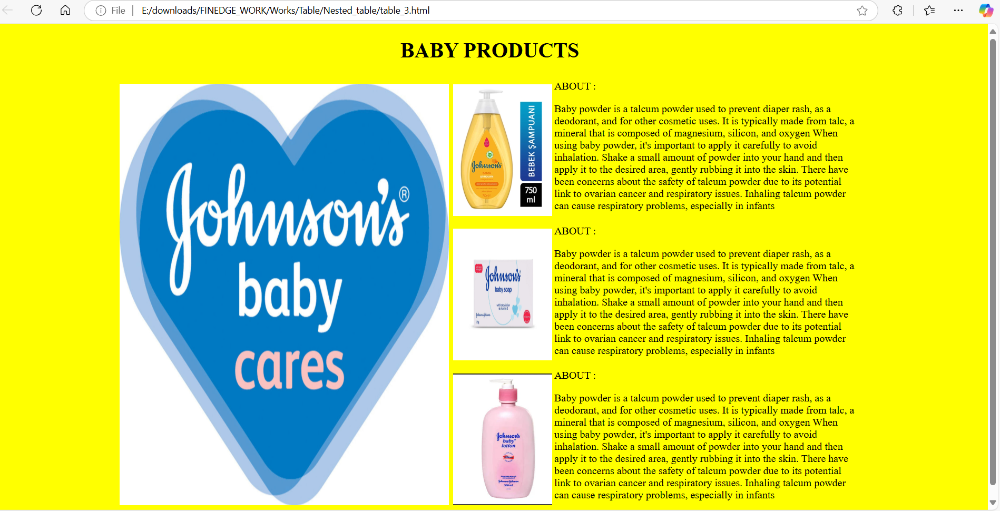 File
E:/downloads/FINEDGE_WORK/Works/Table/Nested_table/table_3.html
BABY PRODUCTS
Johnson's®
baby
cares
Johnson's
bebek
şampuanı
BEBEK ŞAMPUANI
750
ml
ABOUT :
Baby powder is a talcum powder used to prevent diaper rash, as a
deodorant, and for other cosmetic uses. It is typically made from talc, a
mineral that is composed of magnesium, silicon, and oxygen When
using baby powder, it's important to apply it carefully to avoid
inhalation. Shake a small amount of powder into your hand and then
apply it to the desired area, gently rubbing it into the skin. There have
been concerns about the safety of talcum powder due to its potential
link to ovarian cancer and respiratory issues. Inhaling talcum powder
can cause respiratory problems, especially in infants
Johnson's
baby soap
with baby lotion
& vitamin E
Johnson & Johnson
75g
ABOUT :
Baby powder is a talcum powder used to prevent diaper rash, as a
deodorant, and for other cosmetic uses. It is typically made from talc, a
mineral that is composed of magnesium, silicon, and oxygen When
using baby powder, it's important to apply it carefully to avoid
inhalation. Shake a small amount of powder into your hand and then
apply it to the desired area, gently rubbing it into the skin. There have
been concerns about the safety of talcum powder due to its potential
link to ovarian cancer and respiratory issues. Inhaling talcum powder
can cause respiratory problems, especially in infants
Johnson's
baby®
lotion
Johnson & Johnson
500 ml
ABOUT :
Baby powder is a talcum powder used to prevent diaper rash, as a
deodorant, and for other cosmetic uses. It is typically made from talc, a
mineral that is composed of magnesium, silicon, and oxygen When
using baby powder, it's important to apply it carefully to avoid
inhalation. Shake a small amount of powder into your hand and then
apply it to the desired area, gently rubbing it into the skin. There have
been concerns about the safety of talcum powder due to its potential
link to ovarian cancer and respiratory issues. Inhaling talcum powder
can cause respiratory problems, especially in infants